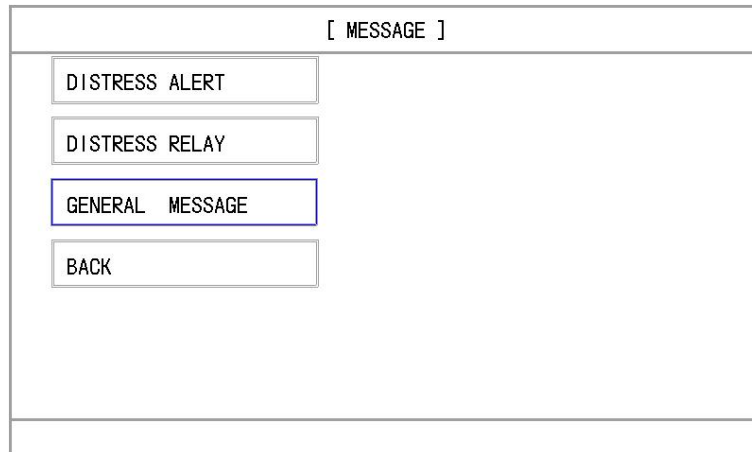 [ MESSAGE ]
DISTRESS ALERT
DISTRESS RELAY
GENERAL  MESSAGE
BACK